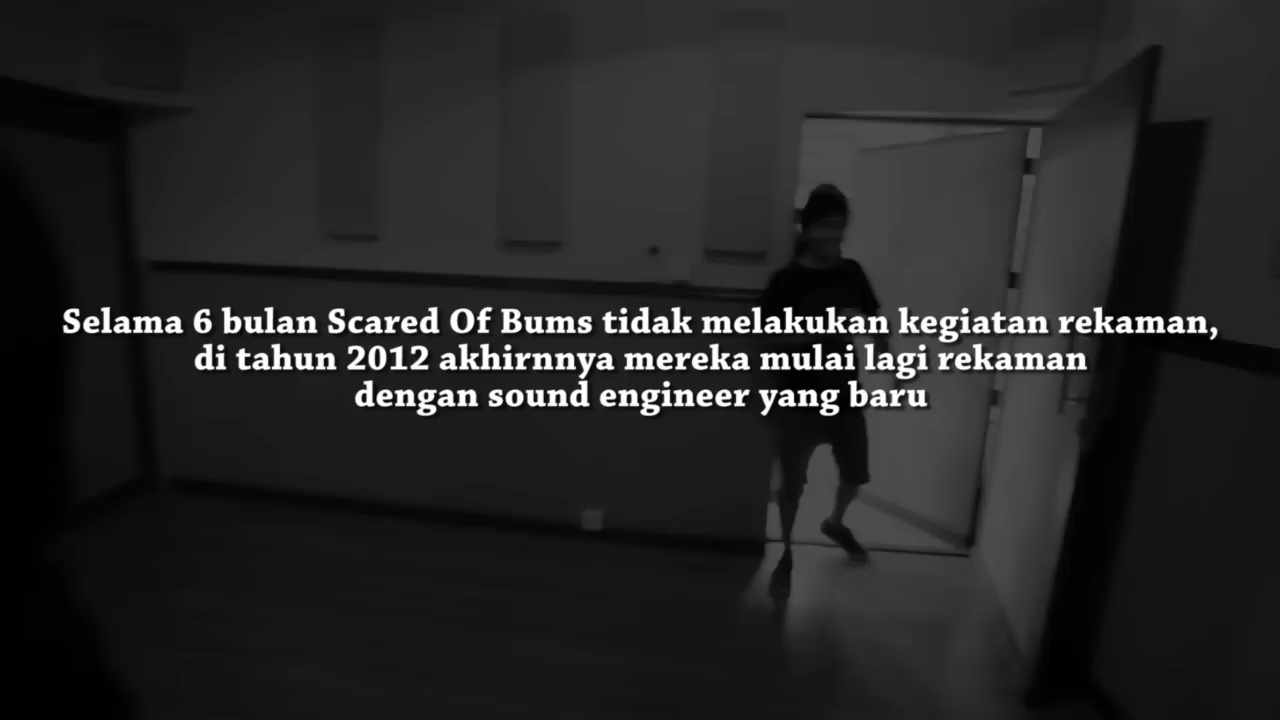 Selama 6 bulan Scared Of Bums tidak melakukan kegiatan rekaman,
di tahun 2012 akhirnnya mereka mulai lagi rekaman
dengan sound engineer yang baru